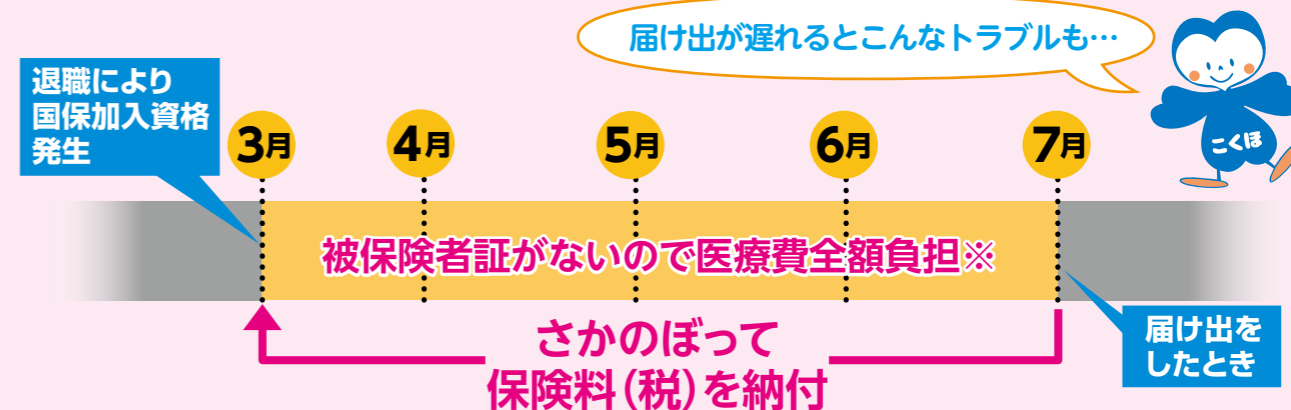 届け出が遅れるとこんなトラブルも…
こくほ
退職により
国保加入資格
発生
3月
4月
5月
6月
7月
被保険者証がないので医療費全額負担※
さかのぼって
保険料(税)を納付
届け出を
したとき